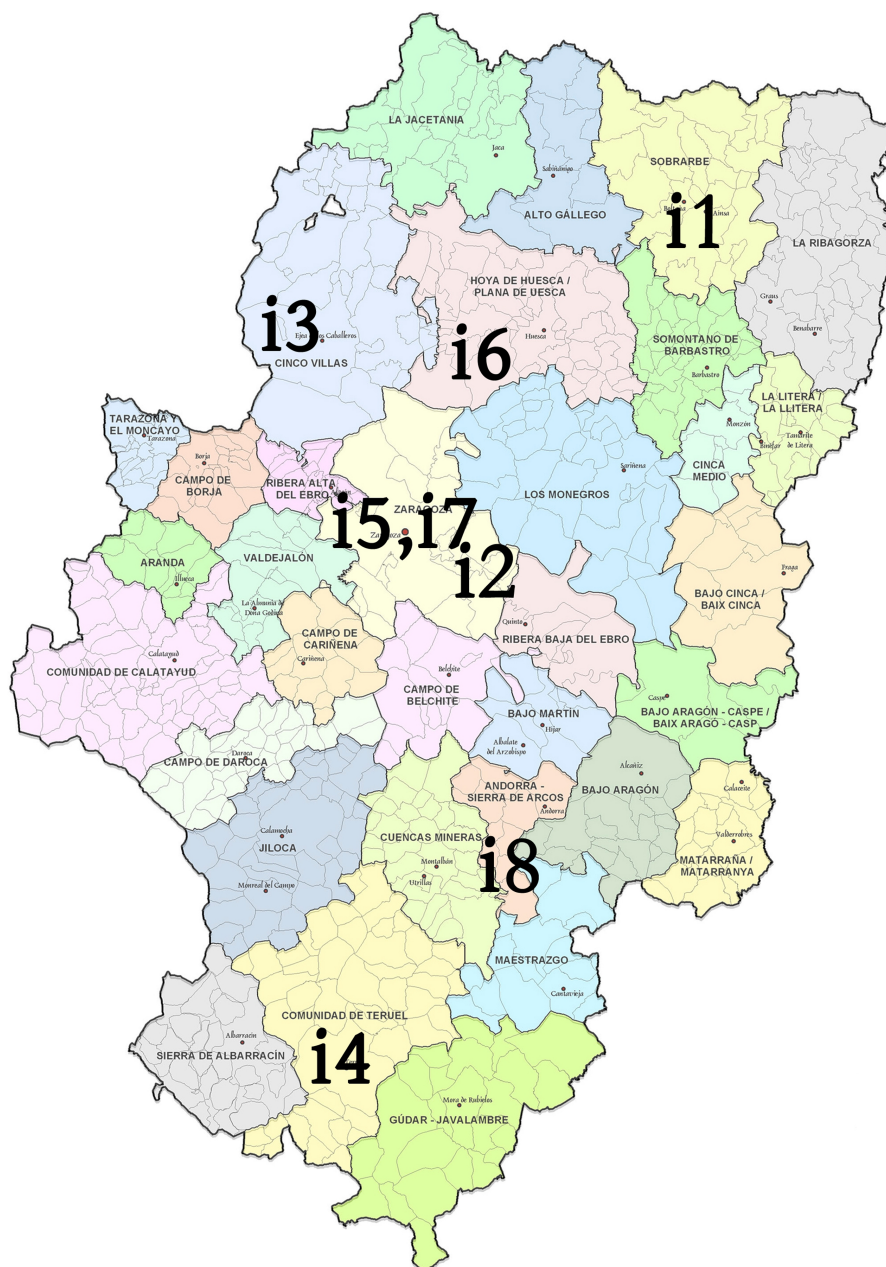 LA JACETANIA
Jaca
Sabiñánigo
SOBRARBE
ALTO GÁLLEGO
i1
Aínsa
LA RIBAGORZA
HOYA DE HUESCA /
PLANA DE UESCA
Graus
Benabarre
i3
Caballeros
CINCO VILLAS
i6
Huesca
SOMONTANO DE
BARBASTRO
Barbastro
LA LITERA /
LA LLITERA
TARAZONA Y
EL MONCAYO
Tarazona
Monzón
Tamarite
de Litera
Binéfar
Borja
CAMPO DE
BORJA
RIBERA ALTA
DEL EBRO
Sariñena
CINCA
MEDIO
LOS MONEGROS
ZARAGOZA
i5,i7
i2
ARANDA
Illueca
VALDEJALÓN
La Almunia de
Doña Godina
Fraga
BAJO CINCA /
BAIX CINCA
Quinto
RIBERA BAJA DEL EBRO
CAMPO DE
CARIÑENA
Cariñena
Calatayud
COMUNIDAD DE CALATAYUD
Belchite
CAMPO DE
BELCHITE
Caspe
BAJO ARAGÓN - CASPE /
BAIX ARAGÓ - CASP
BAJO MARTÍN
Híjar
Albalate
del Arzobispo
Daroca
CAMPO DE DAROCA
Alcañiz
BAJO ARAGÓN
ANDORRA -
SIERRA DE ARCOS
Andorra
Calaceite
Calamocha
JILOCA
CUENCAS MINERAS
Montalbán
Utrillas
i8
Valderrobres
MATARRAÑA /
MATARRANYA
Monreal del Campo
MAESTRAZGO
Cantavieja
COMUNIDAD DE TERUEL
i4
Albarracín
SIERRA DE ALBARRACÍN
Mora de Rubielos
GÚDAR - JAVALAMBRE